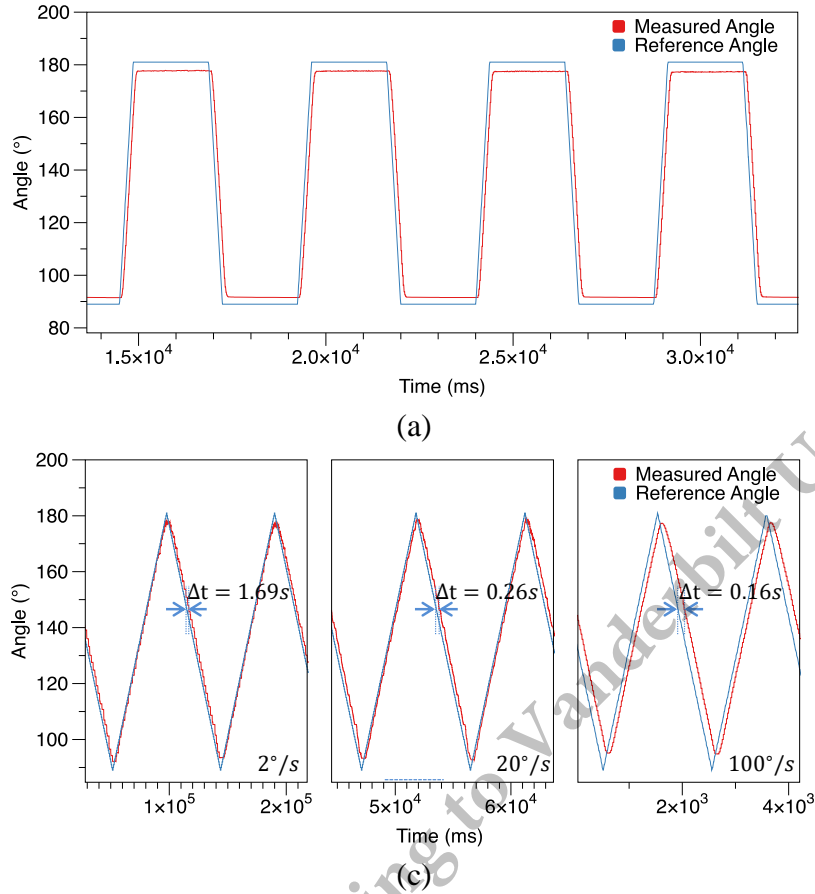 Measured Angle
Reference Angle
200
180
160
140
120
100
80
Angle (°)
1.5×10⁴
2.0×10⁴
2.5×10⁴
3.0×10⁴
Time (ms)
(a)
200
180
160
140
120
100
Angle (°)
Δt = 1.69s
2°/s
Δt = 0.26s
20°/s
Measured Angle
Reference Angle
Δt = 0.16s
100°/s
1×10⁵
2×10⁵
5×10⁴
6×10⁴
2×10³
4×10³
Time (ms)
(c)
ing to Vanderbilt U